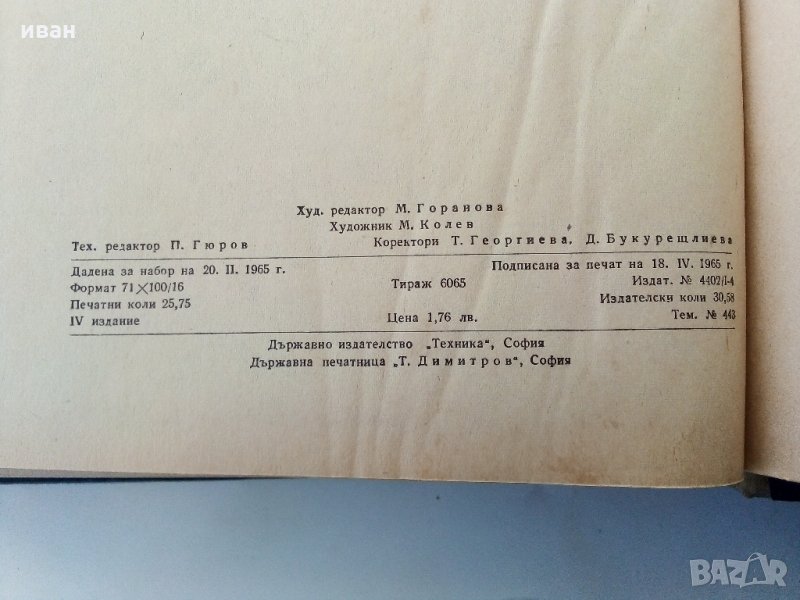 иван
Худ. редактор М. Горанова
Художник М. Колев
Тех. редактор П. Гюров Коректори Т. Георгиева, Д. Букурещлиева
Дадена за набор на 20. II. 1965 г. Подписана за печат на 18. IV. 1965 г.
Формат 71×100/16 Тираж 6065 Издат. № 4402/I-4
Печатни коли 25,75 Издателски коли 30,58
IV издание Цена 1,76 лв. Тем. № 443
Държавно издателство „Техника“, София
Държавна печатница „Т. Димитров“, София
BAZAR